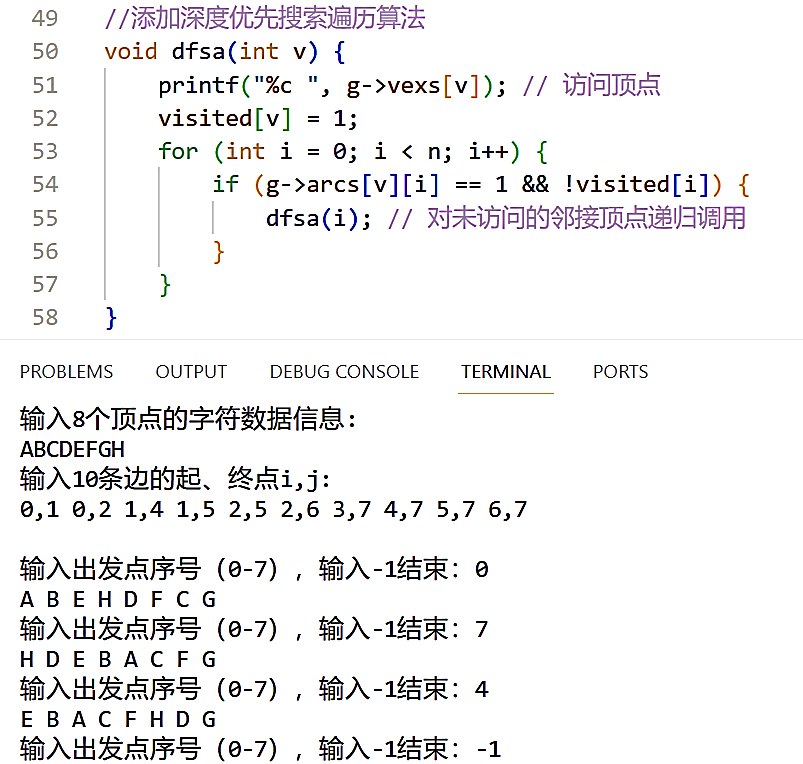 49 //添加深度优先搜索遍历算法
50 void dfsa(int v) {
51 printf("%c ", g->vexs[v]); // 访问顶点
52 visited[v] = 1;
53 for (int i = 0; i < n; i++) {
54 if (g->arcs[v][i] == 1 && !visited[i]) {
55 dfsa(i); // 对未访问的邻接顶点递归调用
56 }
57 }
58 }
PROBLEMS OUTPUT DEBUG CONSOLE TERMINAL PORTS
输入8个顶点的字符数据信息：
ABCDEFGH
输入10条边的起、终点i,j:
0,1 0,2 1,4 1,5 2,5 2,6 3,7 4,7 5,7 6,7
输入出发点序号（0-7），输入-1结束：0
A B E H D F C G
输入出发点序号（0-7），输入-1结束：7
H D E B A C F G
输入出发点序号（0-7），输入-1结束：4
E B A C F H D G
输入出发点序号（0-7），输入-1结束：-1